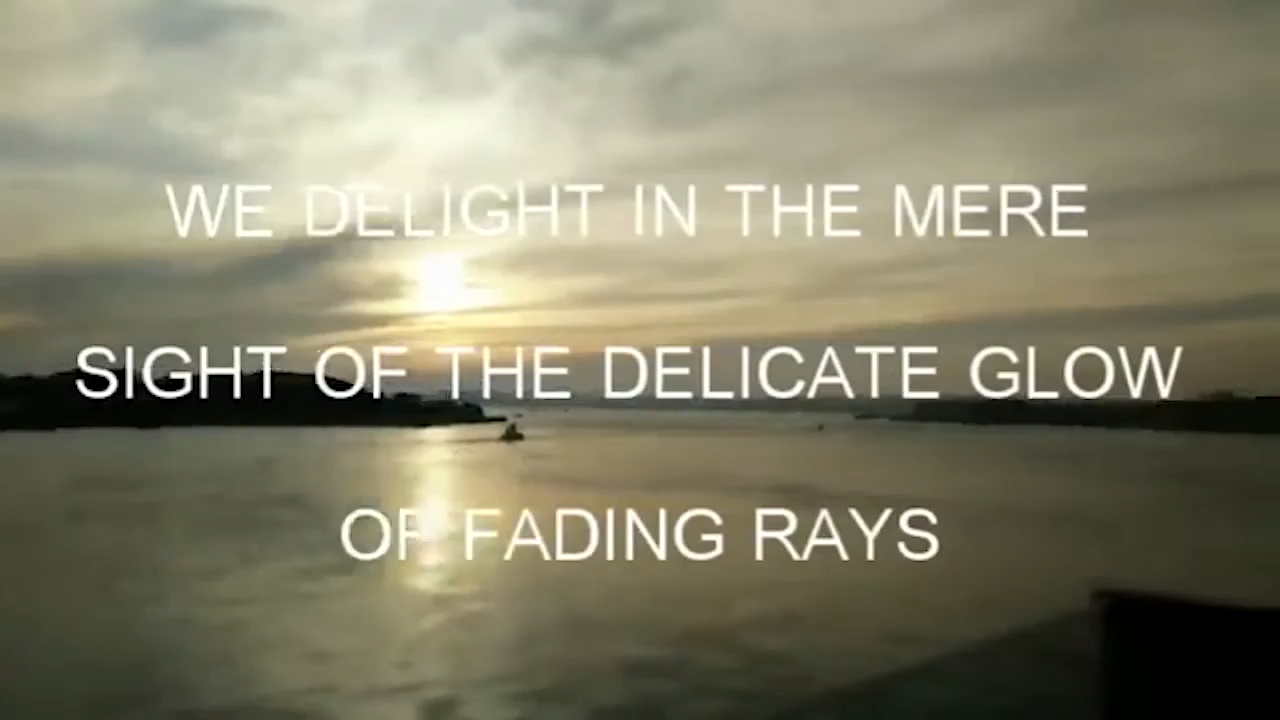 WE DELIGHT IN THE MERE
SIGHT OF THE DELICATE GLOW
OF FADING RAYS